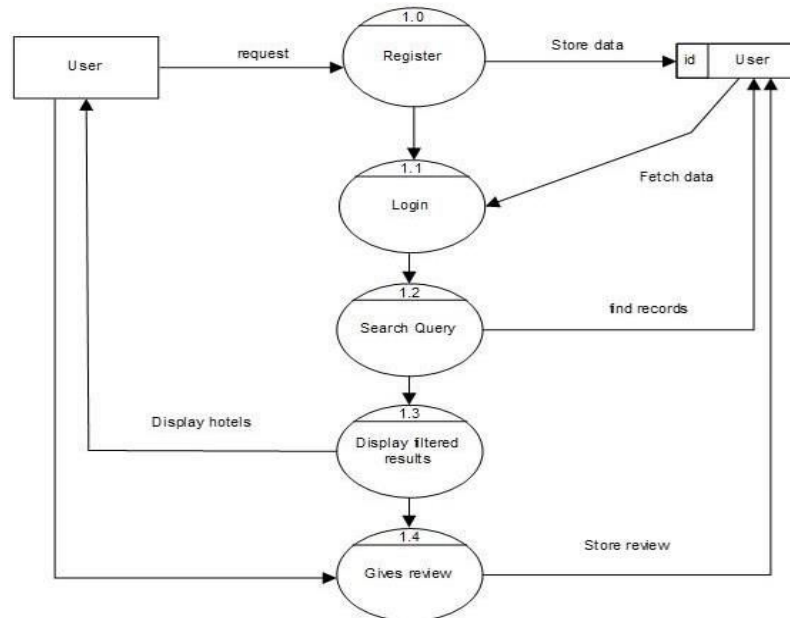 1.0
Register
request
Store data
User
id
User
1.1
Login
Fetch data
1.2
Search Query
find records
1.3
Display filtered
results
Display hotels
1.4
Gives review
Store review